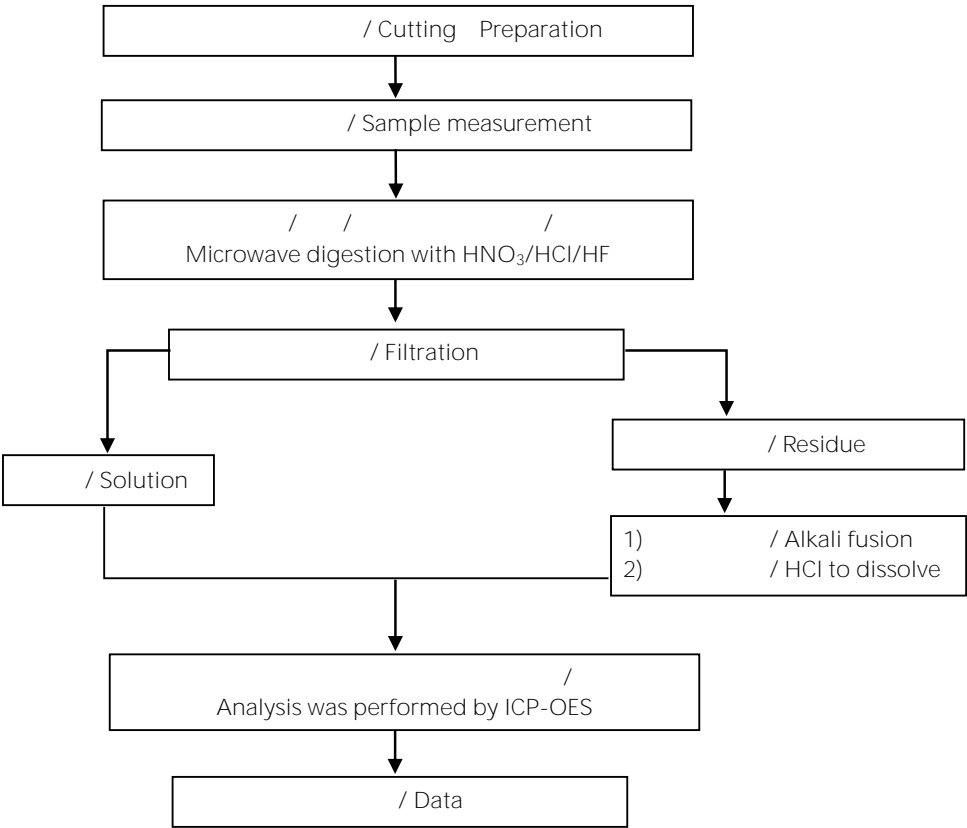 / Cutting Preparation
/ Sample measurement
/ / /
Microwave digestion with HNO₃/HCl/HF
/ Filtration
/ Residue
/ Solution
1) / Alkali fusion
2) / HCl to dissolve
/
Analysis was performed by ICP-OES
/ Data